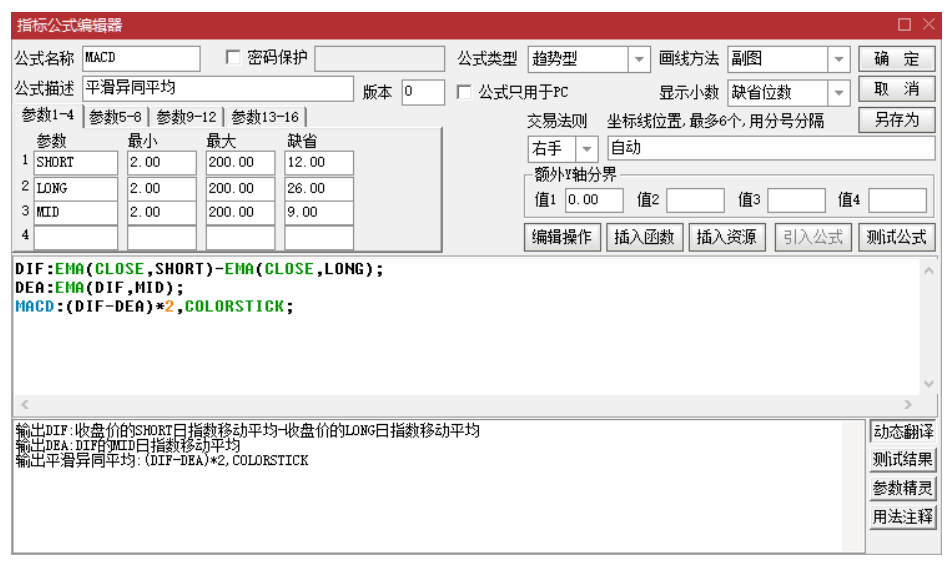 指标公式编辑器
公式名称 MACD 密码保护 公式类型 趋势型 画线方法 副图 确 定
公式描述 平滑异同平均 版本 0 公式只用于PC 显示小数 缺省位数 取 消
参数1-4 参数5-8 参数9-12 参数13-16 交易法则 坐标线位置,最多6个,用分号分隔 另存为
参数 最小 最大 缺省 右手 自动
1 SHORT 2.00 200.00 12.00 额外Y轴分界
2 LONG 2.00 200.00 26.00 值1 0.00 值2 值3 值4
3 MID 2.00 200.00 9.00
4 编辑操作 插入函数 插入资源 引入公式 测试公式
DIF:EMA(CLOSE,SHORT)-EMA(CLOSE,LONG);
DEA:EMA(DIF,MID);
MACD:(DIF-DEA)*2,COLORSTICK;
输出DIF:收盘价的SHORT日指数移动平均-收盘价的LONG日指数移动平均
输出DEA:DIF的MID日指数移动平均
输出平滑异同平均:(DIF-DEA)*2,COLORSTICK
动态翻译
测试结果
参数精灵
用法注释